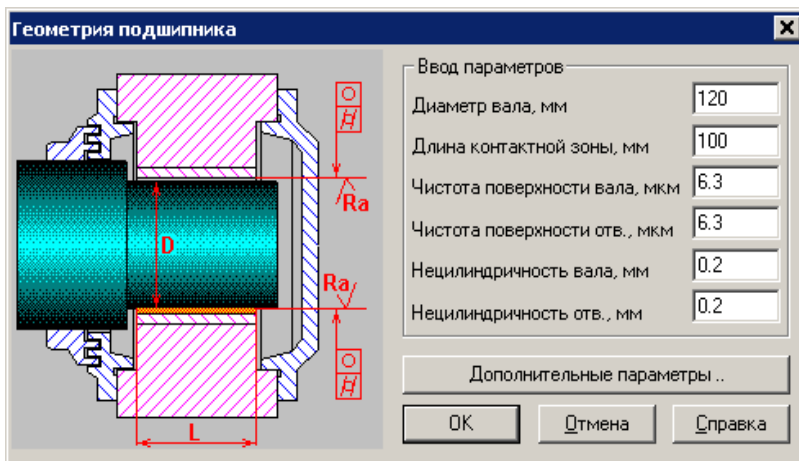 Геометрия подшипника
Ввод параметров
Диаметр вала, мм
120
Длина контактной зоны, мм
100
Чистота поверхности вала, мкм
6.3
Чистота поверхности отв., мкм
6.3
Нецилиндричность вала, мм
0.2
Нецилиндричность отв., мм
0.2
Дополнительные параметры ..
OK
Отмена
Справка
Ra
D
Ra
L